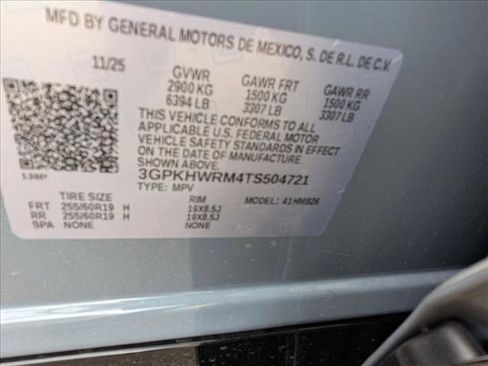 MFD BY GENERAL MOTORS DE MEXICO, S. DE R.L. DE C.V.
11/25 GVWR GAWR FRT GAWR RR
2900 KG 1500 KG 1500 KG
6394 LB 3307 LB 3307 LB
THIS VEHICLE CONFORMS TO ALL
APPLICABLE U.S. FEDERAL MOTOR
VEHICLE SAFETY STANDARDS IN EFFECT
ON THE DATE OF MANUFACTURE
SHOWN ABOVE.
3GPKHWRM4TS504721
TYPE: MPV MODEL: 41HMB26
TIRE SIZE RIM
FRT 255/60R19 H 19X8.5J
RR 255/60R19 H 19X8.5J
SPA NONE NONE